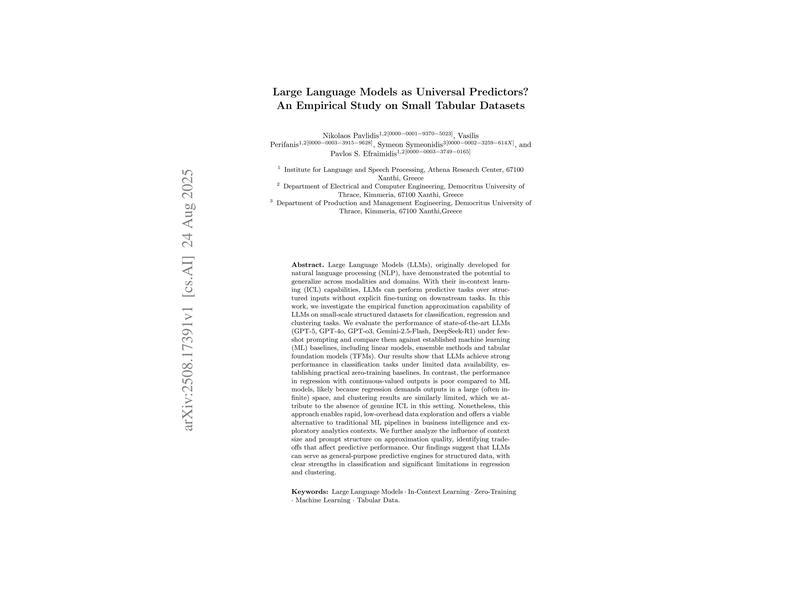 Large Language Models as Universal Predictors?
An Empirical Study on Small Tabular Datasets
Nikolaos Pavlidis1,2[0000−0001−9370−5023], Vasilis
Perifanis1,2[0000−0003−3915−9628], Symeon Symeonidis3[0000−0002−3259−614X], and
Pavlos S. Efraimidis1,2[0000−0003−3749−0165]
1 Institute for Language and Speech Processing, Athena Research Center, 67100
Xanthi, Greece
2 Department of Electrical and Computer Engineering, Democritus University of
Thrace, Kimmeria, 67100 Xanthi, Greece
3 Department of Production and Management Engineering, Democritus University of
Thrace, Kimmeria, 67100 Xanthi,Greece
arXiv:2508.17391v1 [cs.AI] 24 Aug 2025
Abstract. Large Language Models (LLMs), originally developed for
natural language processing (NLP), have demonstrated the potential to
generalize across modalities and domains. With their in-context learn-
ing (ICL) capabilities, LLMs can perform predictive tasks over struc-
tured inputs without explicit fine-tuning on downstream tasks. In this
work, we investigate the empirical function approximation capability of
LLMs on small-scale structured datasets for classification, regression and
clustering tasks. We evaluate the performance of state-of-the-art LLMs
(GPT-5, GPT-4o, GPT-o3, Gemini-2.5-Flash, DeepSeek-R1) under few-
shot prompting and compare them against established machine learning
(ML) baselines, including linear models, ensemble methods and tabular
foundation models (TFMs). Our results show that LLMs achieve strong
performance in classification tasks under limited data availability, es-
tablishing practical zero-training baselines. In contrast, the performance
in regression with continuous-valued outputs is poor compared to ML
models, likely because regression demands outputs in a large (often in-
finite) space, and clustering results are similarly limited, which we at-
tribute to the absence of genuine ICL in this setting. Nonetheless, this
approach enables rapid, low-overhead data exploration and offers a viable
alternative to traditional ML pipelines in business intelligence and ex-
ploratory analytics contexts. We further analyze the influence of context
size and prompt structure on approximation quality, identifying trade-
offs that affect predictive performance. Our findings suggest that LLMs
can serve as general-purpose predictive engines for structured data, with
clear strengths in classification and significant limitations in regression
and clustering.
Keywords: Large Language Models · In-Context Learning · Zero-Training
· Machine Learning · Tabular Data.